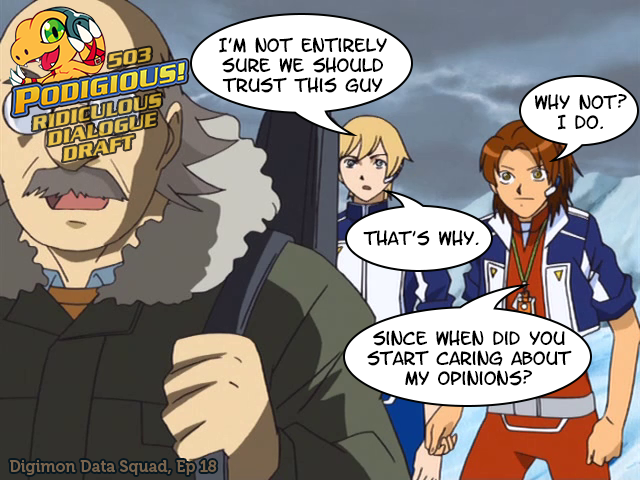 503
PODIGIOUS!
RIDICULOUS
DIALOGUE
DRAFT
I'M NOT ENTIRELY
SURE WE SHOULD
TRUST THIS GUY
WHY NOT?
I DO.
THAT'S WHY.
SINCE WHEN DID YOU
START CARING ABOUT
MY OPINIONS?
Digimon Data Squad, Ep 18